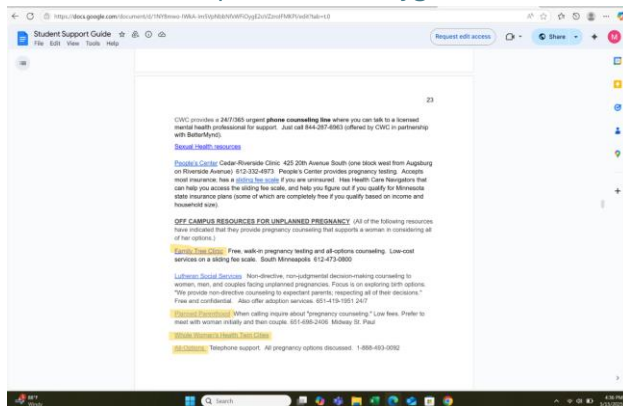 Student Support Guide
File Edit View Tools Help
Request edit access
Share
M
23
CWC provides a 24/7/365 urgent phone counseling line where you can talk to a licensed
mental health professional for support. Just call 844-287-6963 (offered by CWC in partnership
with BetterMynd).
Sexual Health resources
People's Center Cedar-Riverside Clinic 425 20th Avenue South (one block west from Augsburg
on Riverside Avenue) 612-332-4973 People's Center provides pregnancy testing. Accepts
most insurance; has a sliding fee scale if you are uninsured. Has Health Care Navigators that
can help you access the sliding fee scale, and help you figure out if you qualify for Minnesota
state insurance plans (some of which are completely free if you qualify based on income and
household size).
OFF CAMPUS RESOURCES FOR UNPLANNED PREGNANCY (All of the following resources
have indicated that they provide pregnancy counseling that supports a woman in considering all
of her options.)
Family Tree Clinic Free, walk-in pregnancy testing and all-options counseling. Low-cost
services on a sliding fee scale. South Minneapolis 612-473-0800
Lutheran Social Services Non-directive, non-judgmental decision-making counseling to
women, men, and couples facing unplanned pregnancies. Focus is on exploring birth options.
"We provide non-directive counseling to expectant parents; respecting all of their decisions."
Free and confidential. Also offer adoption services. 651-419-1951 24/7
Planned Parenthood When calling inquire about "pregnancy counseling." Low fees. Prefer to
meet with woman initially and then couple. 651-698-2406 Midway St. Paul
Whole Woman's Health Twin Cities
All-Options Telephone support. All pregnancy options discussed. 1-888-493-0092
Windy
Search
4:36 PM